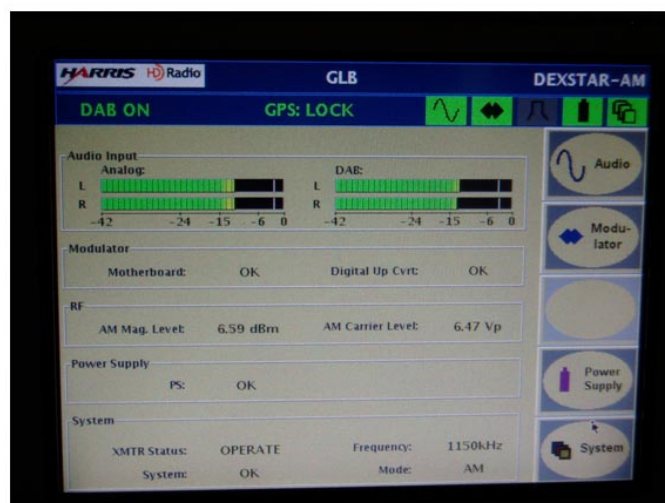 HARRIS HD Radio GLB DEXSTAR-AM
DAB ON GPS: LOCK
Audio Input
Analog: DAB:
L L
R R
-42 -24 -15 -6 0 -42 -24 -15 -6 0
Modulator
Motherboard: OK Digital Up Cvrt: OK
RF
AM Mag. Level: 6.59 dBm AM Carrier Level: 6.47 Vp
Power Supply
PS: OK
System
XMTR Status: OPERATE Frequency: 1150kHz
System: OK Mode: AM
Audio
Modu-
lator
Power
Supply
System